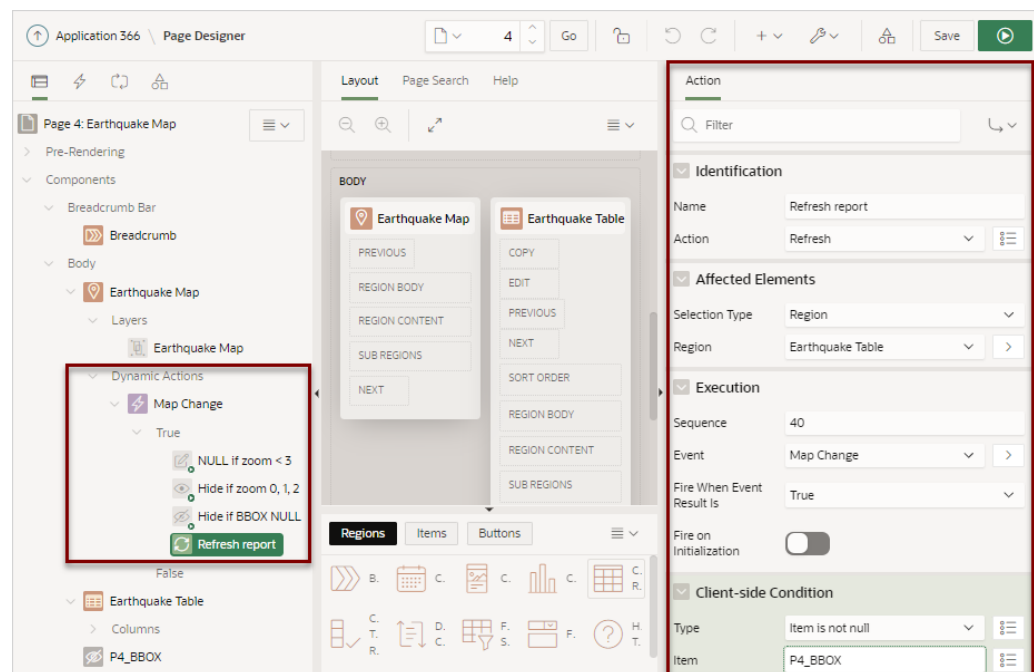 Application 366 \ Page Designer
4
Go
Save
Layout Page Search Help
Action
Filter
Page 4: Earthquake Map
Pre-Rendering
Components
Breadcrumb Bar
Breadcrumb
Body
Earthquake Map
Layers
Earthquake Map
Dynamic Actions
Map Change
True
NULL if zoom < 3
Hide if zoom 0, 1, 2
Hide if BBOX NULL
Refresh report
False
Earthquake Table
Columns
P4_BBOX
BODY
Earthquake Map
PREVIOUS
REGION BODY
REGION CONTENT
SUB REGIONS
NEXT
Earthquake Table
COPY
EDIT
PREVIOUS
NEXT
SORT ORDER
REGION BODY
REGION CONTENT
SUB REGIONS
Regions Items Buttons
B. C. C. C. C. R.
C. T. R. D. C. F. S. F. H. T.
Identification
Name Refresh report
Action Refresh
Affected Elements
Selection Type Region
Region Earthquake Table
Execution
Sequence 40
Event Map Change
Fire When Event Result Is True
Fire on Initialization
Client-side Condition
Type Item is not null
Item P4_BBOX